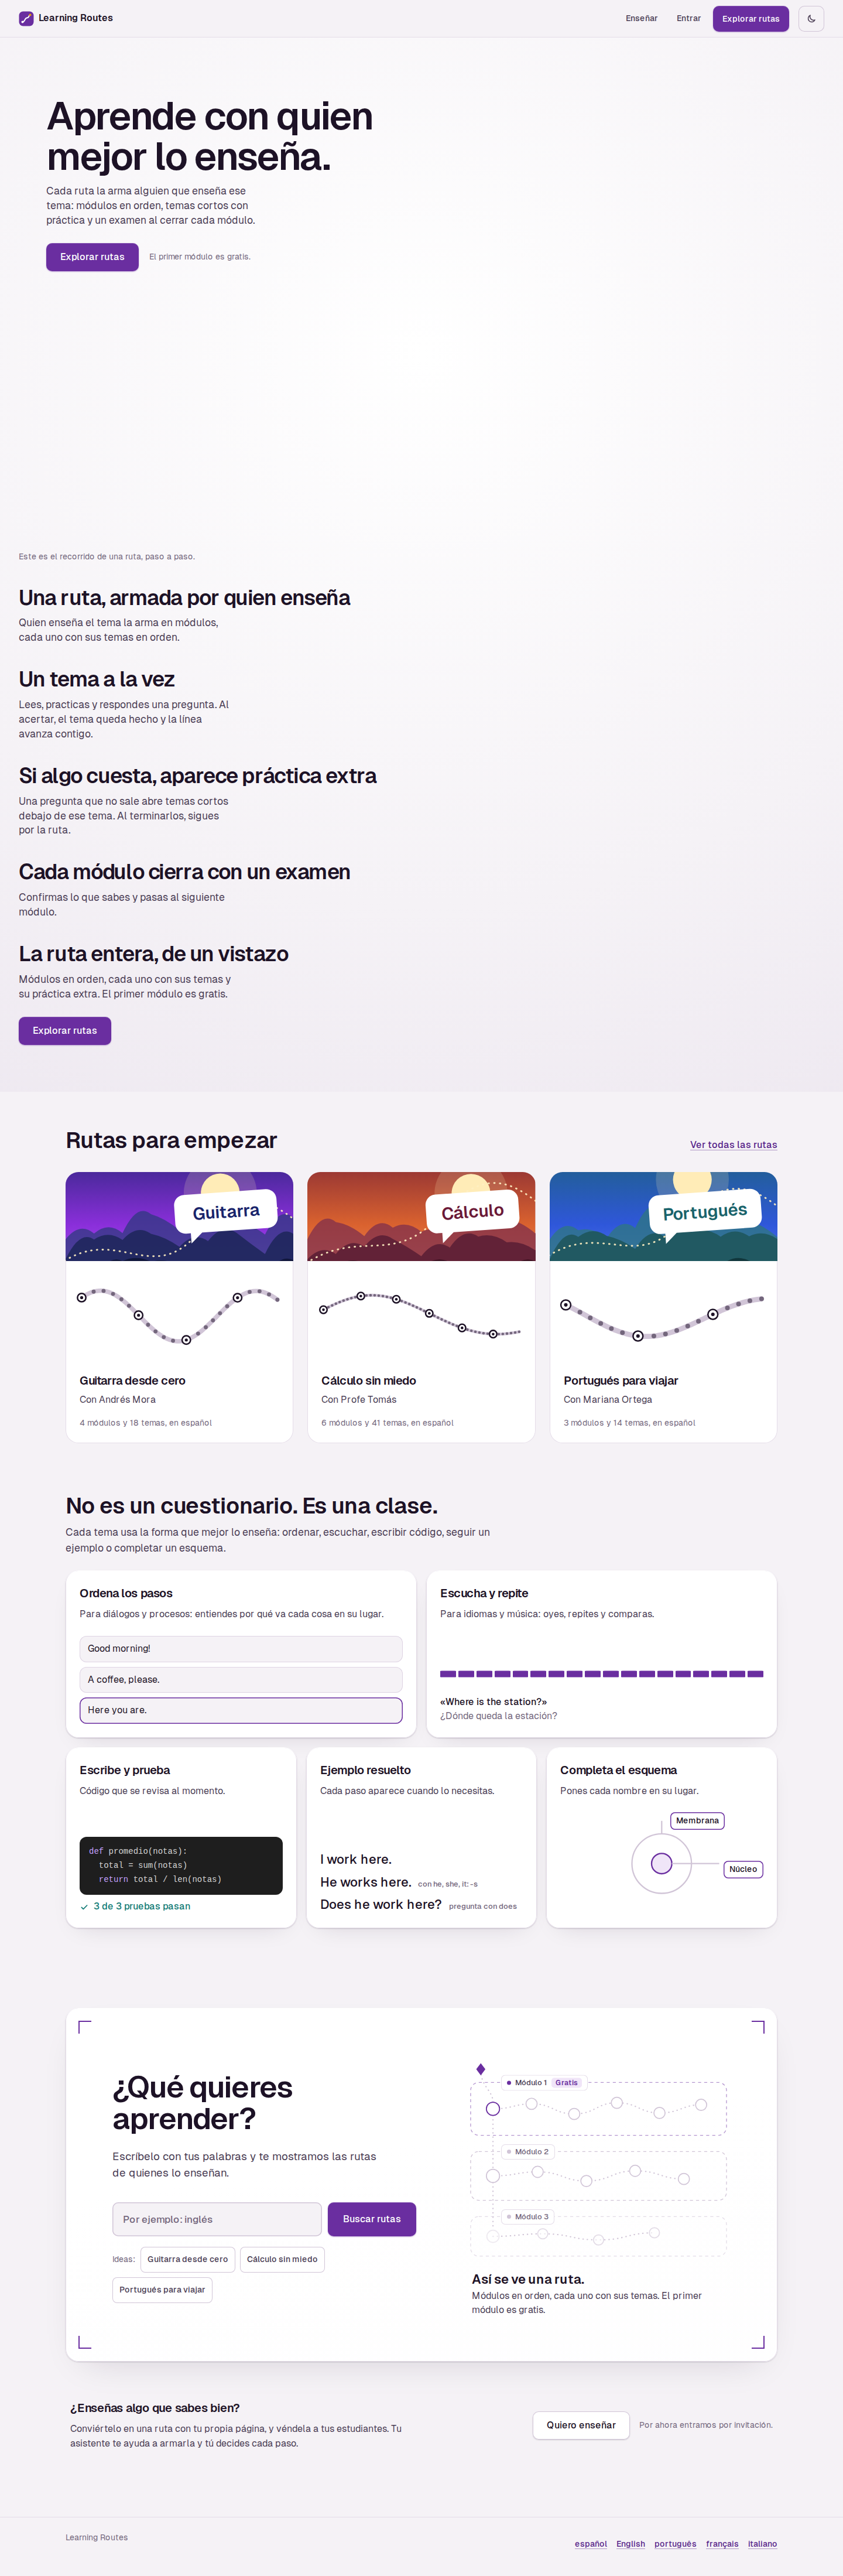 Learning Routes
Enseñar
Entrar
Explorar rutas
Aprende con quien
mejor lo enseña.
Cada ruta la arma alguien que enseña ese
tema: módulos en orden, temas cortos con
práctica y un examen al cerrar cada módulo.
Explorar rutas
El primer módulo es gratis.
Este es el recorrido de una ruta, paso a paso.
Una ruta, armada por quien enseña
Quien enseña el tema la arma en módulos,
cada uno con sus temas en orden.
Un tema a la vez
Lees, practicas y respondes una pregunta. Al
acertar, el tema queda hecho y la línea
avanza contigo.
Si algo cuesta, aparece práctica extra
Una pregunta que no sale abre temas cortos
debajo de ese tema. Al terminarlos, sigues
por la ruta.
Cada módulo cierra con un examen
Confirmas lo que sabes y pasas al siguiente
módulo.
La ruta entera, de un vistazo
Módulos en orden, cada uno con sus temas y
su práctica extra. El primer módulo es gratis.
Explorar rutas
Rutas para empezar
Ver todas las rutas
Guitarra
Guitarra desde cero
Con Andrés Mora
4 módulos y 18 temas, en español
Cálculo
Cálculo sin miedo
Con Profe Tomás
6 módulos y 41 temas, en español
Portugués
Portugués para viajar
Con Mariana Ortega
3 módulos y 14 temas, en español
No es un cuestionario. Es una clase.
Cada tema usa la forma que mejor lo enseña: ordenar, escuchar, escribir código, seguir un
ejemplo o completar un esquema.
Ordena los pasos
Para diálogos y procesos: entiendes por qué va cada cosa en su lugar.
Good morning!
A coffee, please.
Here you are.
Escucha y repite
Para idiomas y música: oyes, repites y comparas.
«Where is the station?»
¿Dónde queda la estación?
Escribe y prueba
Código que se revisa al momento.
def promedio(notas):
total = sum(notas)
return total / len(notas)
3 de 3 pruebas pasan
Ejemplo resuelto
Cada paso aparece cuando lo necesitas.
I work here.
He works here. con he, she, it: -s
Does he work here? pregunta con does
Completa el esquema
Pones cada nombre en su lugar.
Membrana
Núcleo
¿Qué quieres
aprender?
Escríbelo con tus palabras y te mostramos las rutas
de quienes lo enseñan.
Por ejemplo: inglés
Buscar rutas
Ideas:
Guitarra desde cero
Cálculo sin miedo
Portugués para viajar
Módulo 1 Gratis
Módulo 2
Módulo 3
Así se ve una ruta.
Módulos en orden, cada uno con sus temas. El primer
módulo es gratis.
¿Enseñas algo que sabes bien?
Conviértelo en una ruta con tu propia página, y véndela a tus estudiantes. Tu
asistente te ayuda a armarla y tú decides cada paso.
Quiero enseñar
Por ahora entramos por invitación.
Learning Routes
español
English
português
français
italiano